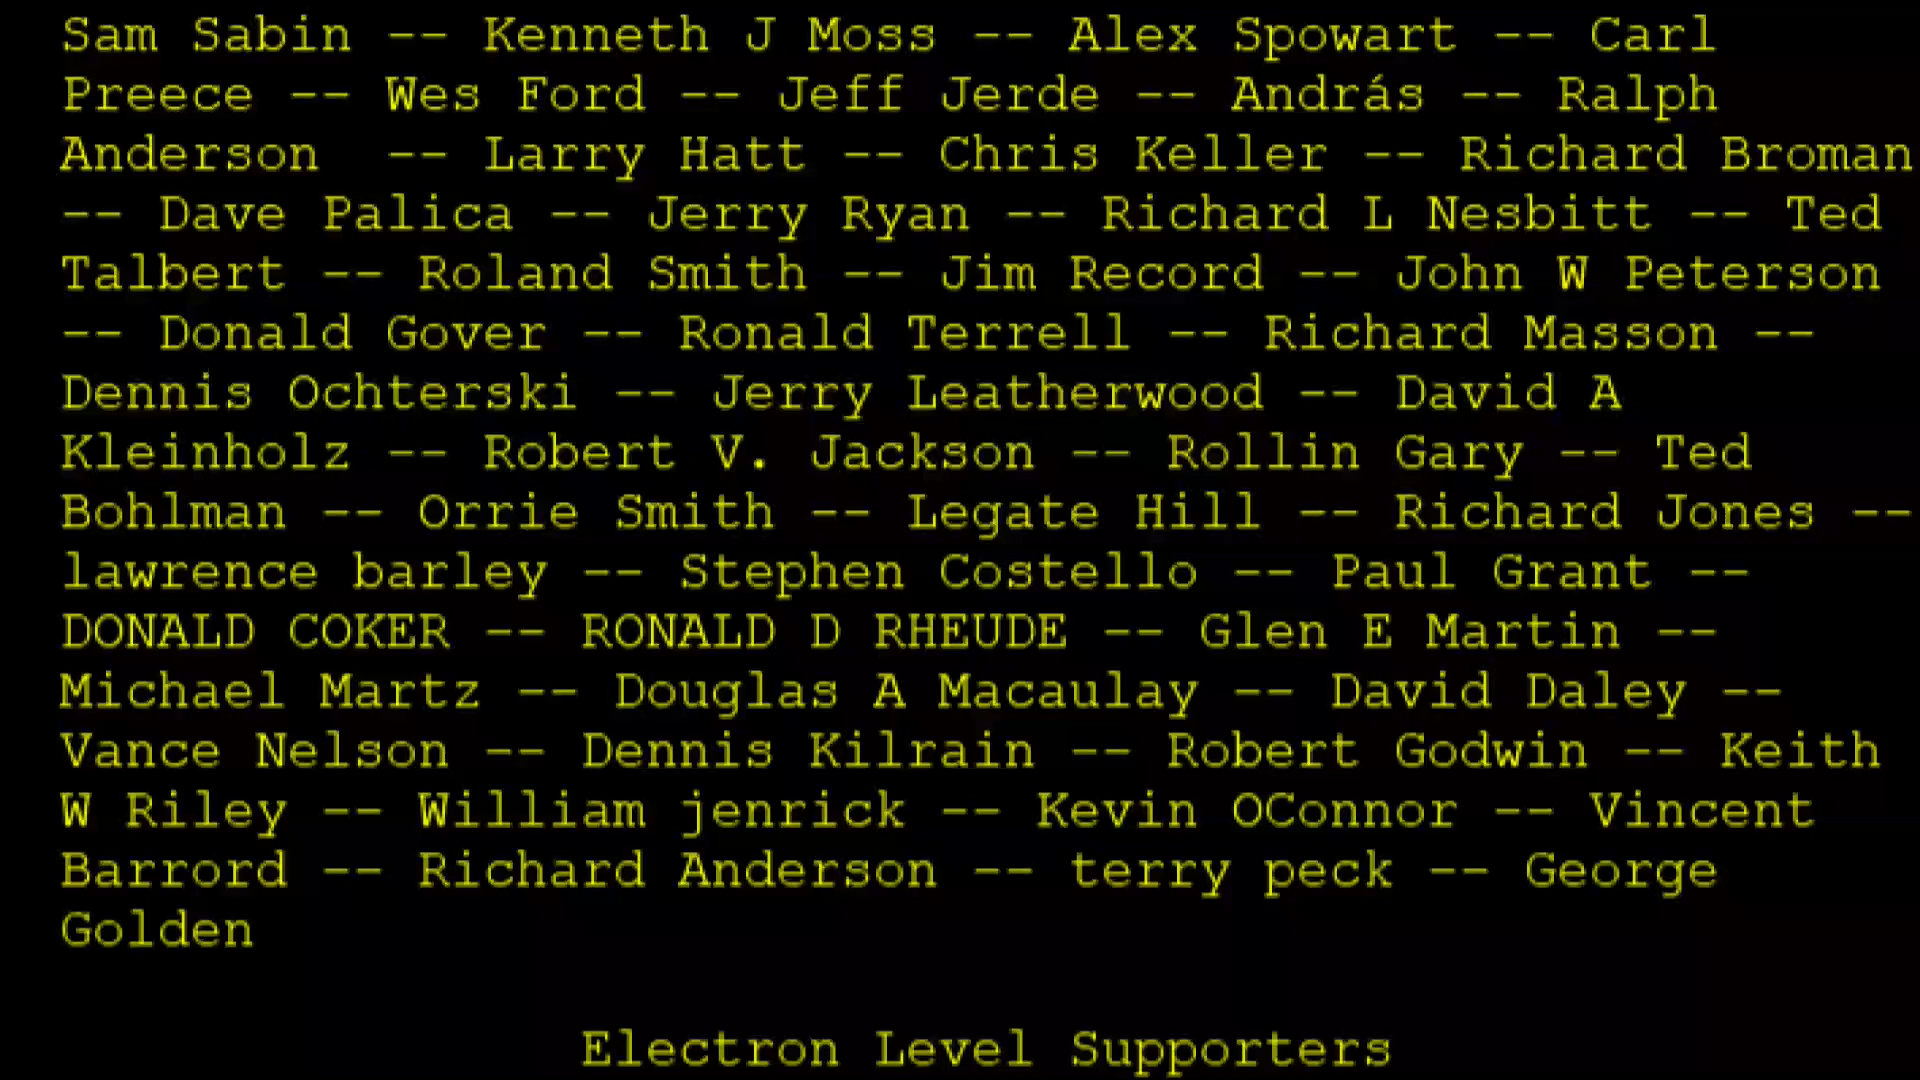 Sam Sabin -- Kenneth J Moss -- Alex Spowart -- Carl
Preece -- Wes Ford -- Jeff Jerde -- András -- Ralph
Anderson  -- Larry Hatt -- Chris Keller -- Richard Broman
-- Dave Palica -- Jerry Ryan -- Richard L Nesbitt -- Ted
Talbert -- Roland Smith -- Jim Record -- John W Peterson
-- Donald Gover -- Ronald Terrell -- Richard Masson --
Dennis Ochterski -- Jerry Leatherwood -- David A
Kleinholz -- Robert V. Jackson -- Rollin Gary -- Ted
Bohlman -- Orrie Smith -- Legate Hill -- Richard Jones --
lawrence barley -- Stephen Costello -- Paul Grant --
DONALD COKER -- RONALD D RHEUDE -- Glen E Martin --
Michael Martz -- Douglas A Macaulay -- David Daley --
Vance Nelson -- Dennis Kilrain -- Robert Godwin -- Keith
W Riley -- William jenrick -- Kevin OConnor -- Vincent
Barrord -- Richard Anderson -- terry peck -- George
Golden
Electron Level Supporters